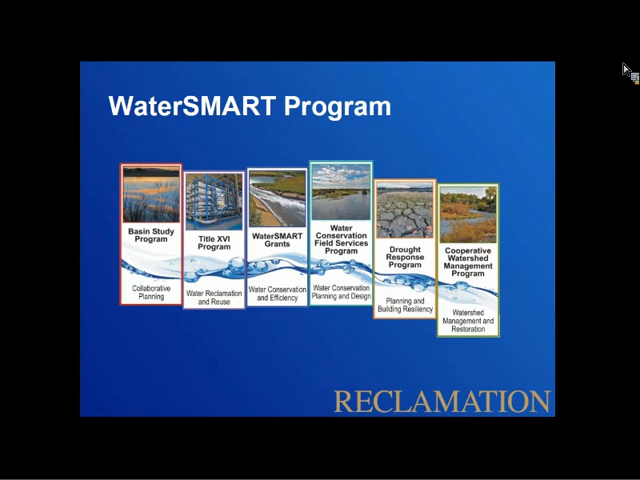 WaterSMART Program
Basin Study
Program
Collaborative
Planning
Title XVI
Program
Water Reclamation
and Reuse
WaterSMART
Grants
Water Conservation
and Efficiency
Water
Conservation
Field Services
Program
Water Conservation
Planning and Design
Drought
Response
Program
Planning and
Building Resiliency
Cooperative
Watershed
Management
Program
Watershed
Management and
Restoration
RECLAMATION